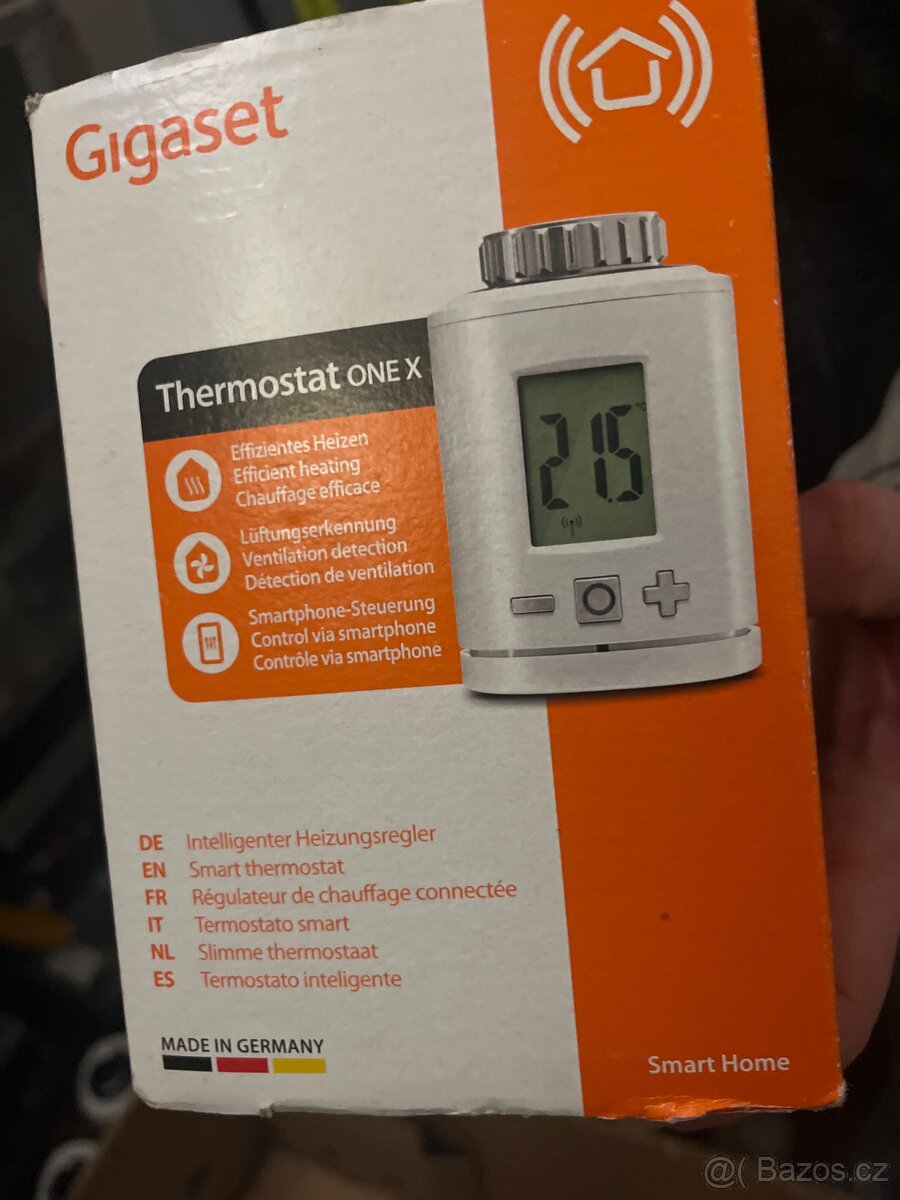 Gigaset
Thermostat ONE X
21.5°
Effizientes Heizen
Efficient heating
Chauffage efficace
Lüftungserkennung
Ventilation detection
Détection de ventilation
Smartphone-Steuerung
Control via smartphone
Contrôle via smartphone
DE Intelligenter Heizungsregler
EN Smart thermostat
FR Régulateur de chauffage connectée
IT Termostato smart
NL Slimme thermostaat
ES Termostato inteligente
MADE IN GERMANY
Smart Home
@( Bazos.cz